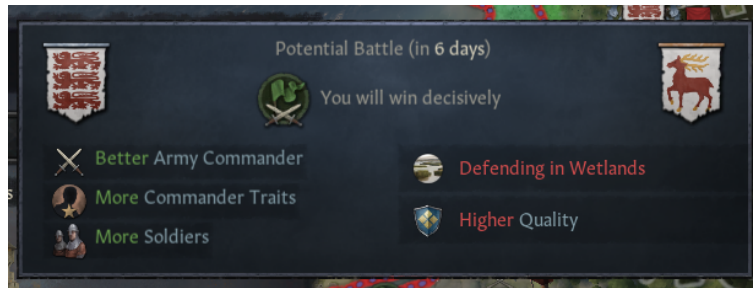 Potential Battle (in 6 days)
You will win decisively
Better Army Commander
More Commander Traits
More Soldiers
Defending in Wetlands
Higher Quality
s